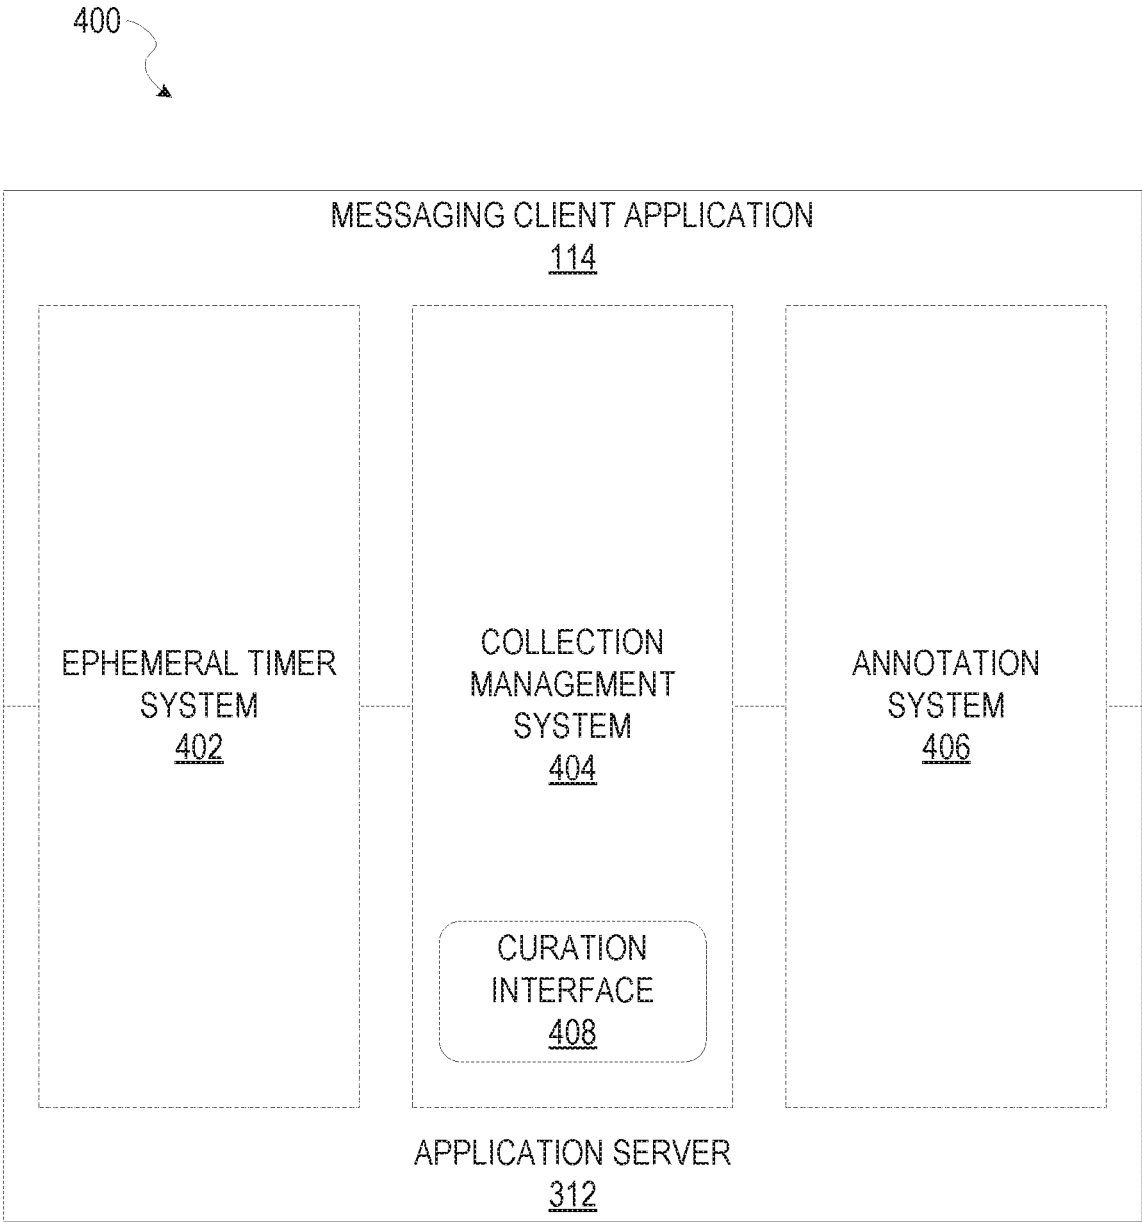 400
MESSAGING CLIENT APPLICATION
114
EPHEMERAL TIMER
SYSTEM
402
COLLECTION
MANAGEMENT
SYSTEM
404
ANNOTATION
SYSTEM
406
CURATION
INTERFACE
408
APPLICATION SERVER
312